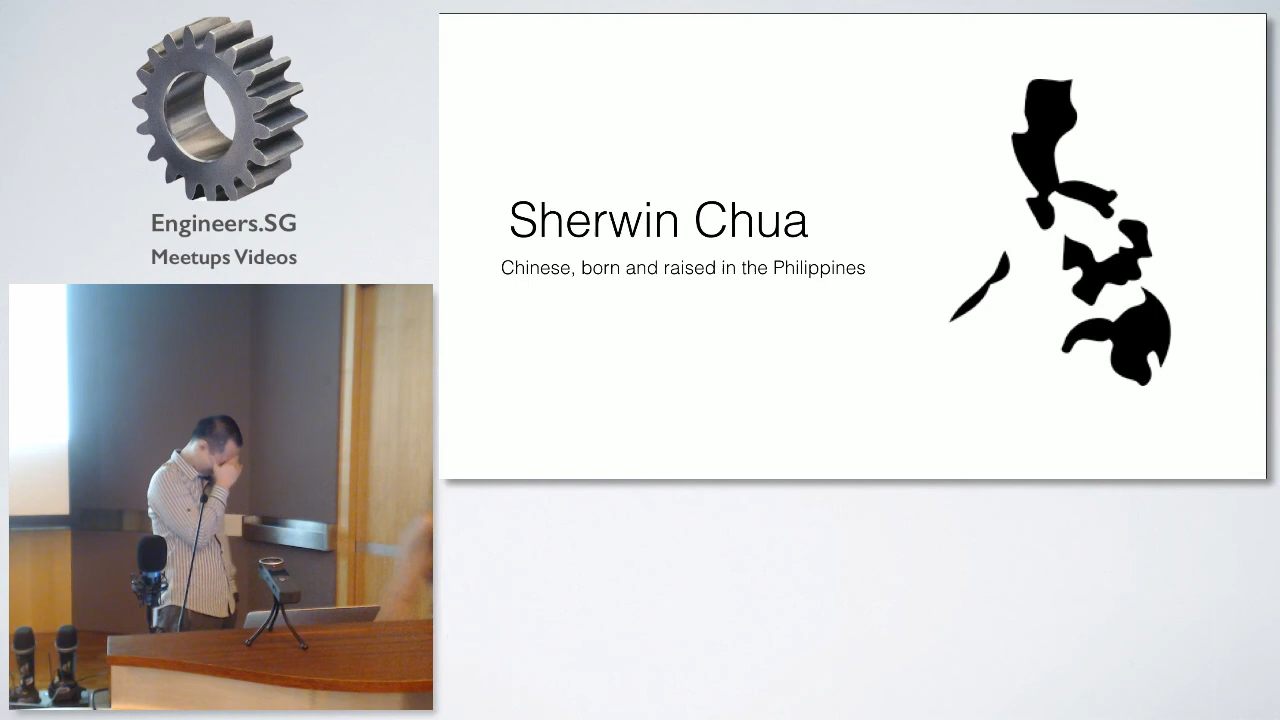 Engineers.SG
Meetups Videos
Sherwin Chua
Chinese, born and raised in the Philippines